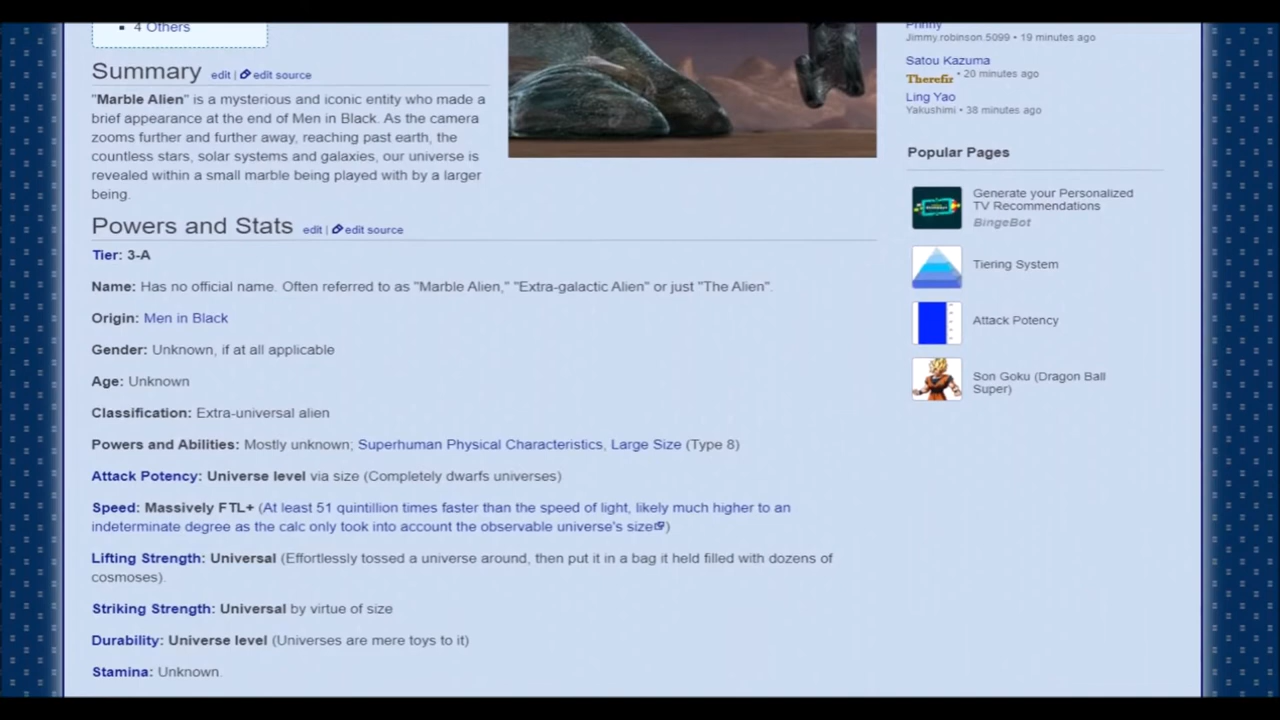 4 Others
Summary edit | edit source
"Marble Alien" is a mysterious and iconic entity who made a
brief appearance at the end of Men in Black. As the camera
zooms further and further away, reaching past earth, the
countless stars, solar systems and galaxies, our universe is
revealed within a small marble being played with by a larger
being.
Powers and Stats edit | edit source
Tier: 3-A
Name: Has no official name. Often referred to as "Marble Alien," "Extra-galactic Alien" or just "The Alien".
Origin: Men in Black
Gender: Unknown, if at all applicable
Age: Unknown
Classification: Extra-universal alien
Powers and Abilities: Mostly unknown; Superhuman Physical Characteristics, Large Size (Type 8)
Attack Potency: Universe level via size (Completely dwarfs universes)
Speed: Massively FTL+ (At least 51 quintillion times faster than the speed of light, likely much higher to an
indeterminate degree as the calc only took into account the observable universe's size)
Lifting Strength: Universal (Effortlessly tossed a universe around, then put it in a bag it held filled with dozens of
cosmoses).
Striking Strength: Universal by virtue of size
Durability: Universe level (Universes are mere toys to it)
Stamina: Unknown.
Prinny
Jimmy.robinson.5099 • 19 minutes ago
Satou Kazuma
Therefir • 20 minutes ago
Ling Yao
Yakushimi • 38 minutes ago
Popular Pages
Generate your Personalized
TV Recommendations
BingeBot
Tiering System
Attack Potency
Son Goku (Dragon Ball
Super)